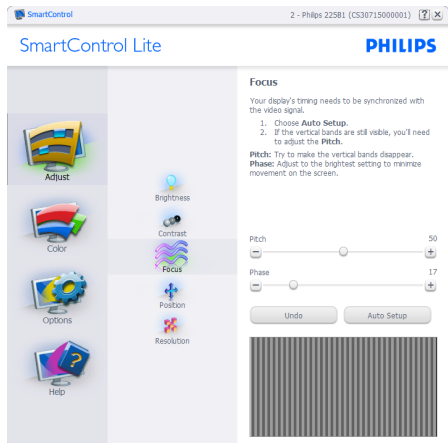 SmartControl
2 - Philips 225B1 (CS30715000001)
SmartControl Lite
PHILIPS
Adjust
Color
Options
Help
Brightness
Contrast
Focus
Position
Resolution
Focus
Your display's timing needs to be synchronized with
the video signal.
1. Choose Auto Setup.
2. If the vertical bands are still visible, you'll need
to adjust the Pitch.
Pitch: Try to make the vertical bands disappear.
Phase: Adjust to the brightest setting to minimize
movement on the screen.
Pitch 50
Phase 17
Undo
Auto Setup